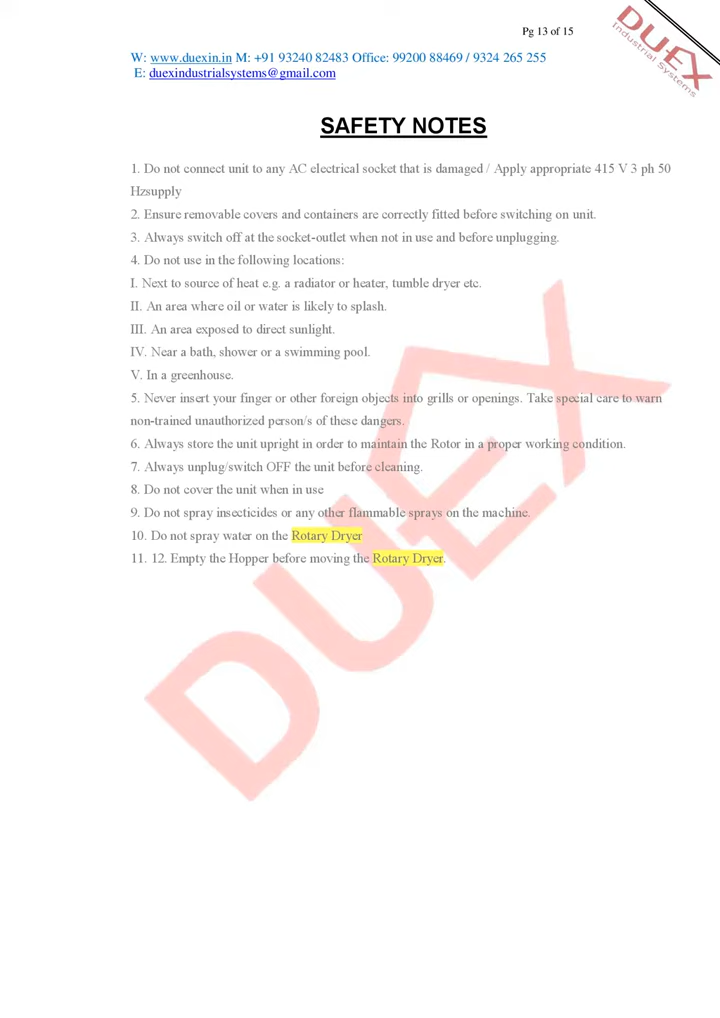 Pg 13 of 15
DUEX
Industrial Systems
W: www.duexin.in M: +91 93240 82483 Office: 99200 88469 / 9324 265 255
E: duexindustrialsystems@gmail.com
SAFETY NOTES
1. Do not connect unit to any AC electrical socket that is damaged / Apply appropriate 415 V 3 ph 50
Hzsupply
2. Ensure removable covers and containers are correctly fitted before switching on unit.
3. Always switch off at the socket-outlet when not in use and before unplugging.
4. Do not use in the following locations:
I. Next to source of heat e.g. a radiator or heater, tumble dryer etc.
II. An area where oil or water is likely to splash.
III. An area exposed to direct sunlight.
IV. Near a bath, shower or a swimming pool.
V. In a greenhouse.
5. Never insert your finger or other foreign objects into grills or openings. Take special care to warn
non-trained unauthorized person/s of these dangers.
6. Always store the unit upright in order to maintain the Rotor in a proper working condition.
7. Always unplug/switch OFF the unit before cleaning.
8. Do not cover the unit when in use
9. Do not spray insecticides or any other flammable sprays on the machine.
10. Do not spray water on the Rotary Dryer
11. 12. Empty the Hopper before moving the Rotary Dryer.
DUEX